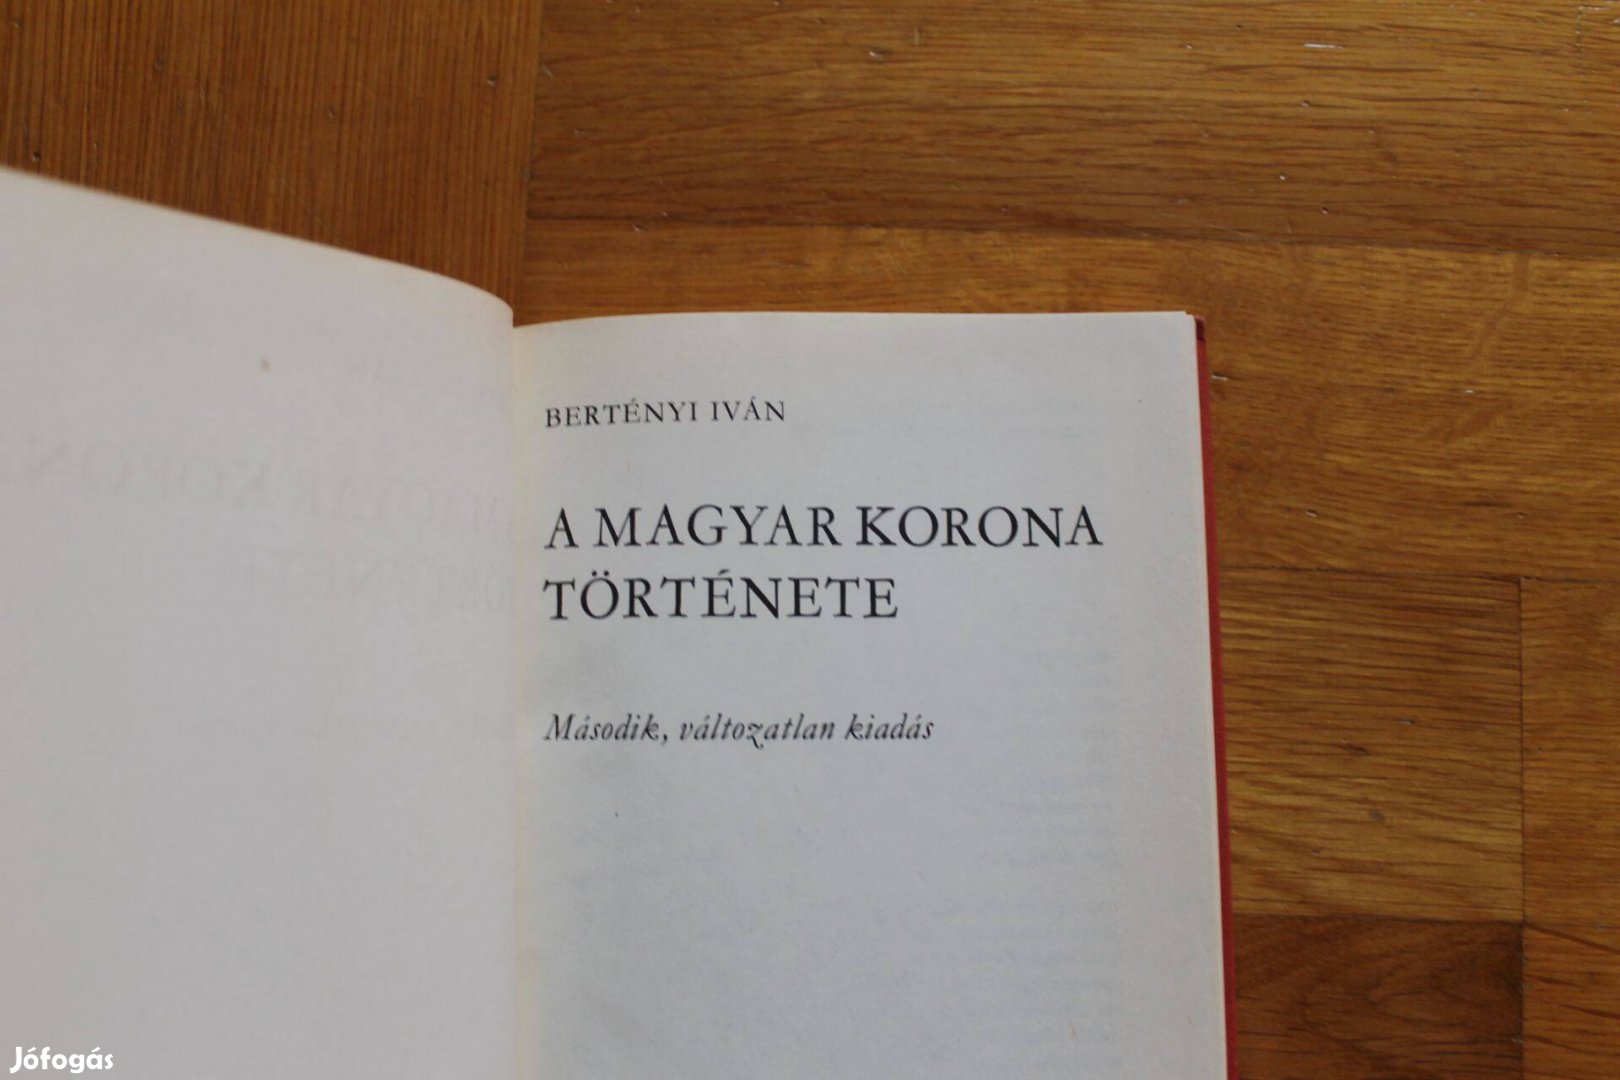 BERTÉNYI IVÁN
A MAGYAR KORONA
TÖRTÉNETE
Második, változatlan kiadás
Jófogás